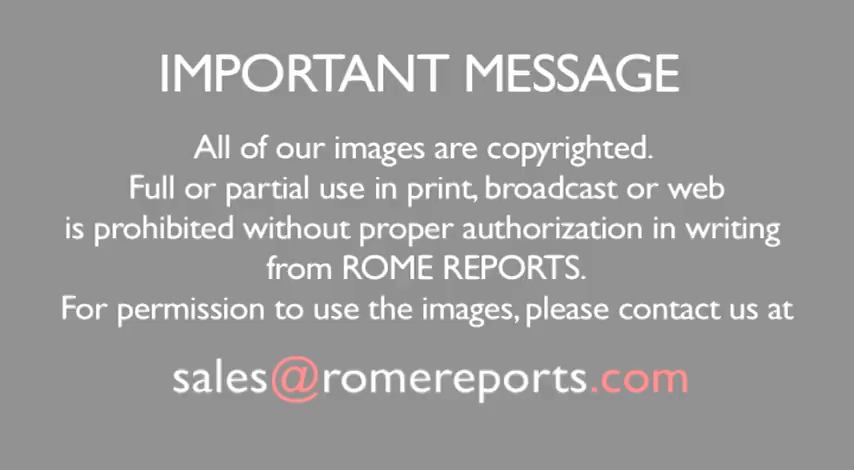 IMPORTANT MESSAGE
All of our images are copyrighted.
Full or partial use in print, broadcast or web
is prohibited without proper authorization in writing
from ROME REPORTS.
For permission to use the images, please contact us at
sales@romereports.com